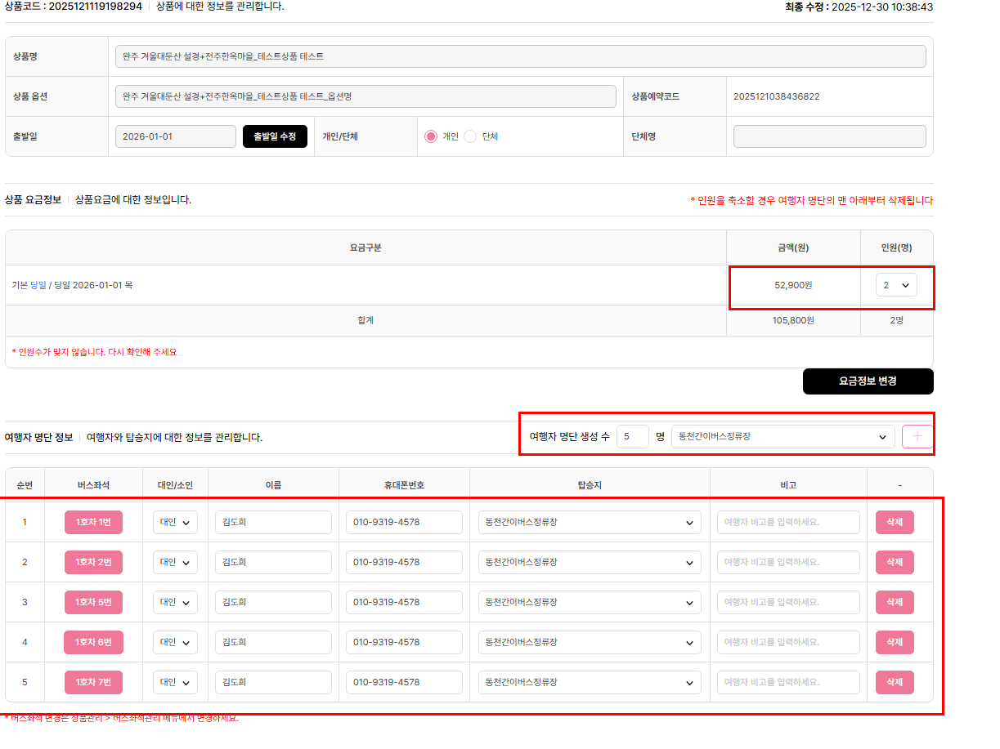 상품코드 : 2025121119198294 상품에 대한 정보를 관리합니다. 최종 수정 : 2025-12-30 10:38:43
상품명 완주 겨울대둔산 설경+전주한옥마을_테스트상품 테스트
상품 옵션 완주 겨울대둔산 설경+전주한옥마을_테스트상품 테스트_옵션명 상품예약코드 2025121038436822
출발일 2026-01-01 출발일 수정 개인/단체 개인 단체 단체명
상품 요금정보 상품요금에 대한 정보입니다. * 인원을 축소할 경우 여행자 명단의 맨 아래부터 삭제됩니다
요금구분 금액(원) 인원(명)
기본 당일 / 당일 2026-01-01 목 52,900원 2
합계 105,800원 2명
* 인원수가 맞지 않습니다. 다시 확인해 주세요
요금정보 변경
여행자 명단 정보 여행자와 탑승지에 대한 정보를 관리합니다. 여행자 명단 생성 수 5 명 동천간이버스정류장 +
순번 버스좌석 대인/소인 이름 휴대폰번호 탑승지 비고 -
1 1호차 1번 대인 김도희 010-9319-4578 동천간이버스정류장 여행자 비고를 입력하세요. 삭제
2 1호차 2번 대인 김도희 010-9319-4578 동천간이버스정류장 여행자 비고를 입력하세요. 삭제
3 1호차 5번 대인 김도희 010-9319-4578 동천간이버스정류장 여행자 비고를 입력하세요. 삭제
4 1호차 6번 대인 김도희 010-9319-4578 동천간이버스정류장 여행자 비고를 입력하세요. 삭제
5 1호차 7번 대인 김도희 010-9319-4578 동천간이버스정류장 여행자 비고를 입력하세요. 삭제
* 버스좌석 변경은 상품관리 > 버스좌석관리 메뉴에서 변경하세요.